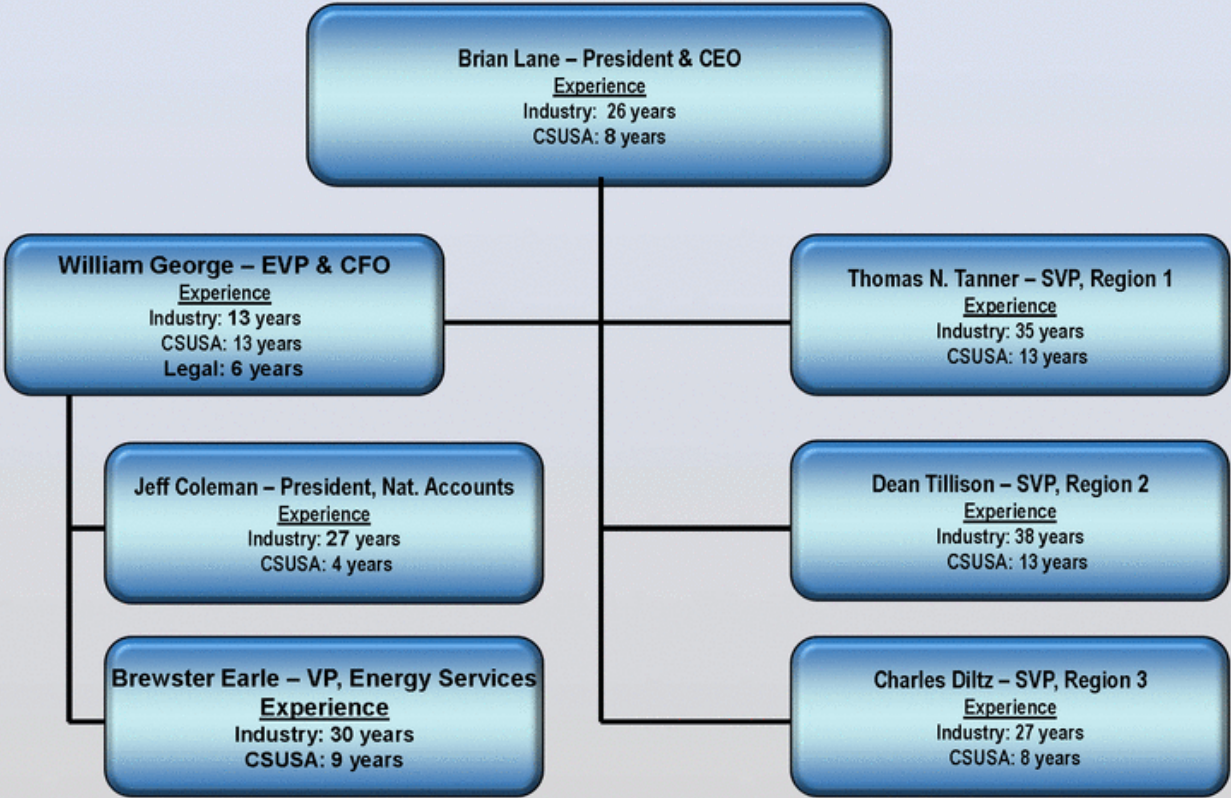 Brian Lane – President & CEO
Experience
Industry: 26 years
CSUSA: 8 years
William George – EVP & CFO
Experience
Industry: 13 years
CSUSA: 13 years
Legal: 6 years
Thomas N. Tanner – SVP, Region 1
Experience
Industry: 35 years
CSUSA: 13 years
Jeff Coleman – President, Nat. Accounts
Experience
Industry: 27 years
CSUSA: 4 years
Dean Tillison – SVP, Region 2
Experience
Industry: 38 years
CSUSA: 13 years
Brewster Earle – VP, Energy Services
Experience
Industry: 30 years
CSUSA: 9 years
Charles Diltz – SVP, Region 3
Experience
Industry: 27 years
CSUSA: 8 years